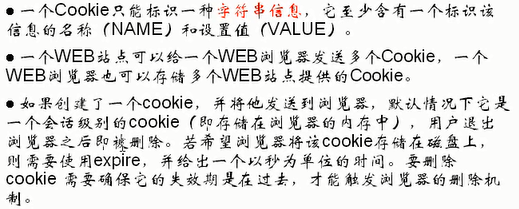 ● 一个Cookie只能标识一种字符串信息，它至少含有一个标识该
信息的名称（NAME）和设置值（VALUE）。
● 一个WEB站点可以给一个WEB浏览器发送多个Cookie，一个
WEB浏览器也可以存储多个WEB站点提供的Cookie。
● 如果创建了一个cookie，并将他发送到浏览器，默认情况下它是
一个会话级别的cookie（即存储在浏览器的内存中），用户退出
浏览器之后即被删除。若希望浏览器将该cookie存储在磁盘上，
则需要使用expire，并给出一个以秒为单位的时间。要删除
cookie 需要确保它的失效期是在过去，才能触发浏览器的删除机
制。